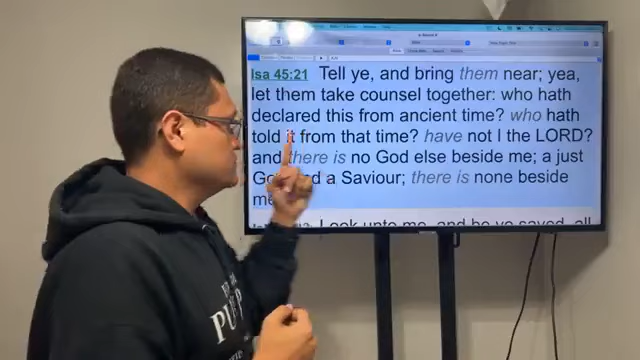 Isa 45:21 Tell ye, and bring them near; yea,
let them take counsel together: who hath
declared this from ancient time? who hath
told it from that time? have not I the LORD?
and there is no God else beside me; a just
a Saviour; there is none beside
me
Look unto me, and be ye saved, all